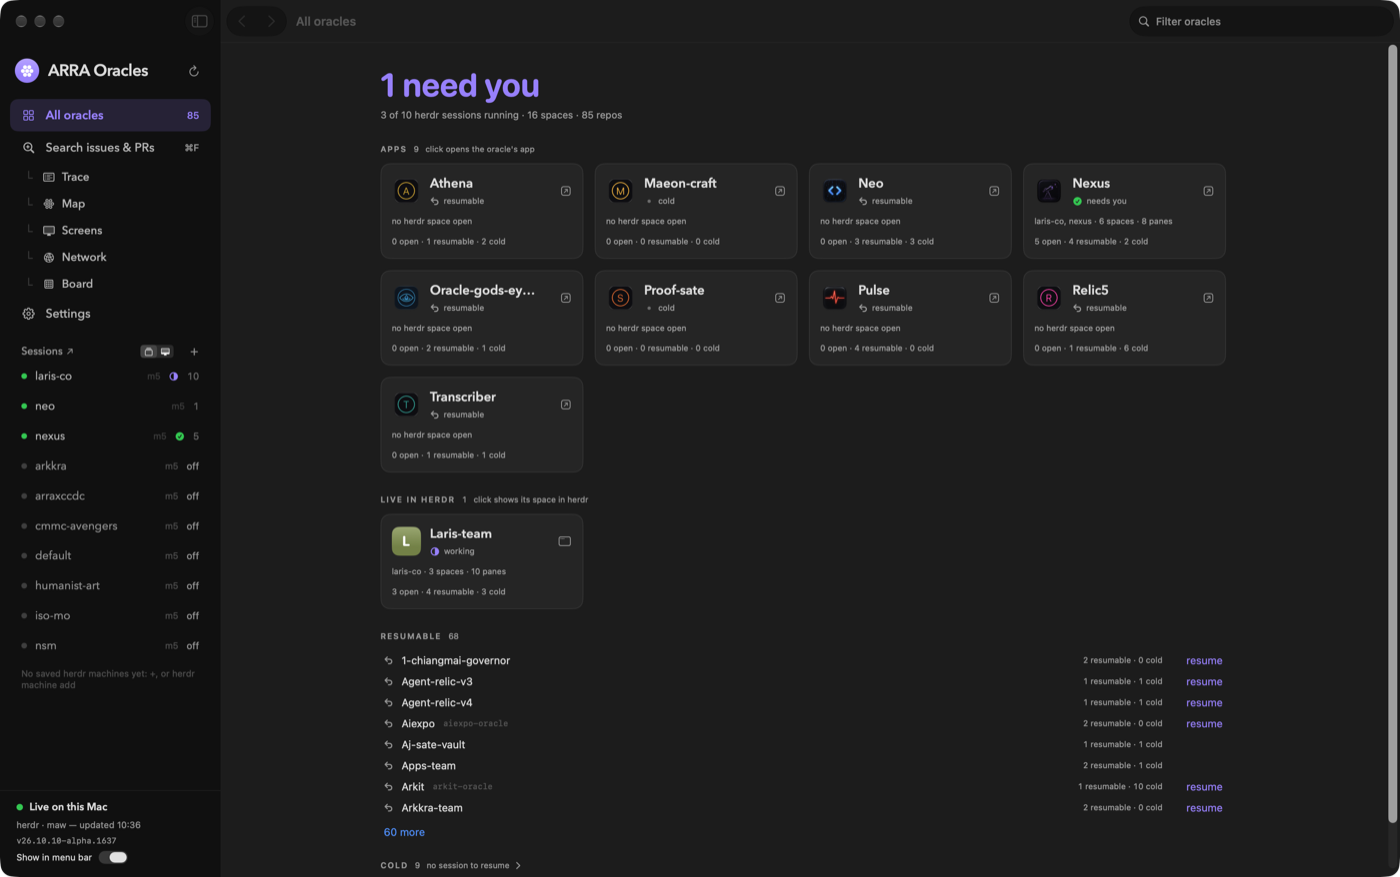 All oracles
Filter oracles
ARRA Oracles
All oracles 85
Search issues & PRs ⌘F
Trace
Map
Screens
Network
Board
Settings
Sessions ↗ +
laris-co m5 10
neo m5 1
nexus m5 5
arkkra m5 off
arraxccdc m5 off
cmmc-avengers m5 off
default m5 off
humanist-art m5 off
iso-mo m5 off
nsm m5 off
No saved herdr machines yet: +, or herdr
machine add
Live on this Mac
herdr · maw — updated 10:36
v26.10.10-alpha.1637
Show in menu bar
1 need you
3 of 10 herdr sessions running · 16 spaces · 85 repos
APPS 9 click opens the oracle's app
A
Athena
resumable
no herdr space open
0 open · 1 resumable · 2 cold
M
Maeon-craft
cold
no herdr space open
0 open · 0 resumable · 0 cold
Neo
resumable
no herdr space open
0 open · 3 resumable · 3 cold
Nexus
needs you
laris-co, nexus · 6 spaces · 8 panes
5 open · 4 resumable · 2 cold
Oracle-gods-ey...
resumable
no herdr space open
0 open · 2 resumable · 1 cold
S
Proof-sate
cold
no herdr space open
0 open · 0 resumable · 0 cold
Pulse
resumable
no herdr space open
0 open · 4 resumable · 0 cold
R
Relic5
resumable
no herdr space open
0 open · 1 resumable · 6 cold
T
Transcriber
resumable
no herdr space open
0 open · 1 resumable · 1 cold
LIVE IN HERDR 1 click shows its space in herdr
L
Laris-team
working
laris-co · 3 spaces · 10 panes
3 open · 4 resumable · 3 cold
RESUMABLE 68
1-chiangmai-governor 2 resumable · 0 cold resume
Agent-relic-v3 1 resumable · 1 cold resume
Agent-relic-v4 1 resumable · 1 cold resume
Aiexpo aiexpo-oracle 2 resumable · 0 cold resume
Aj-sate-vault 1 resumable · 1 cold
Apps-team 2 resumable · 1 cold
Arkit arkit-oracle 1 resumable · 10 cold resume
Arkkra-team 2 resumable · 0 cold resume
60 more
COLD 9 no session to resume >